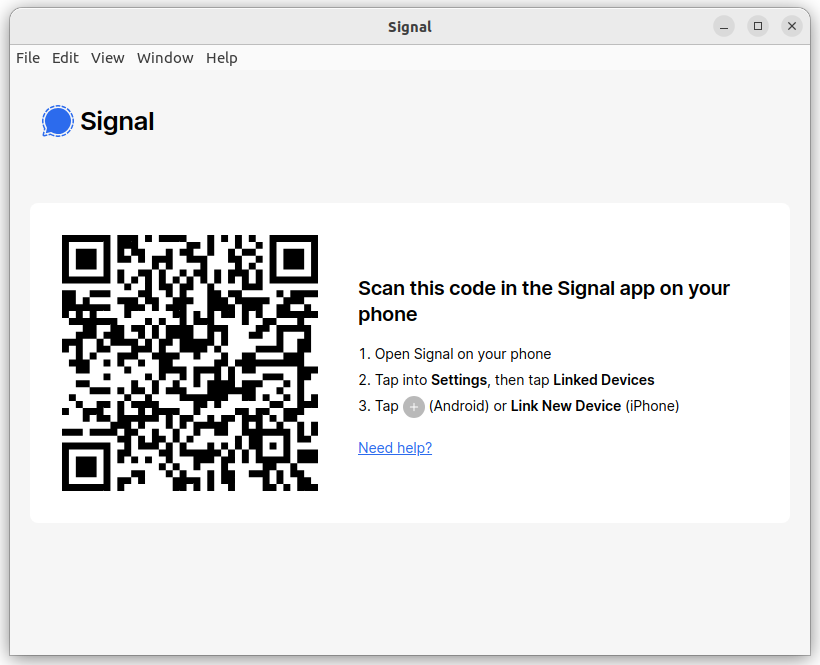 Signal
File Edit View Window Help
Signal
Scan this code in the Signal app on your
phone
1. Open Signal on your phone
2. Tap into Settings, then tap Linked Devices
3. Tap + (Android) or Link New Device (iPhone)
Need help?